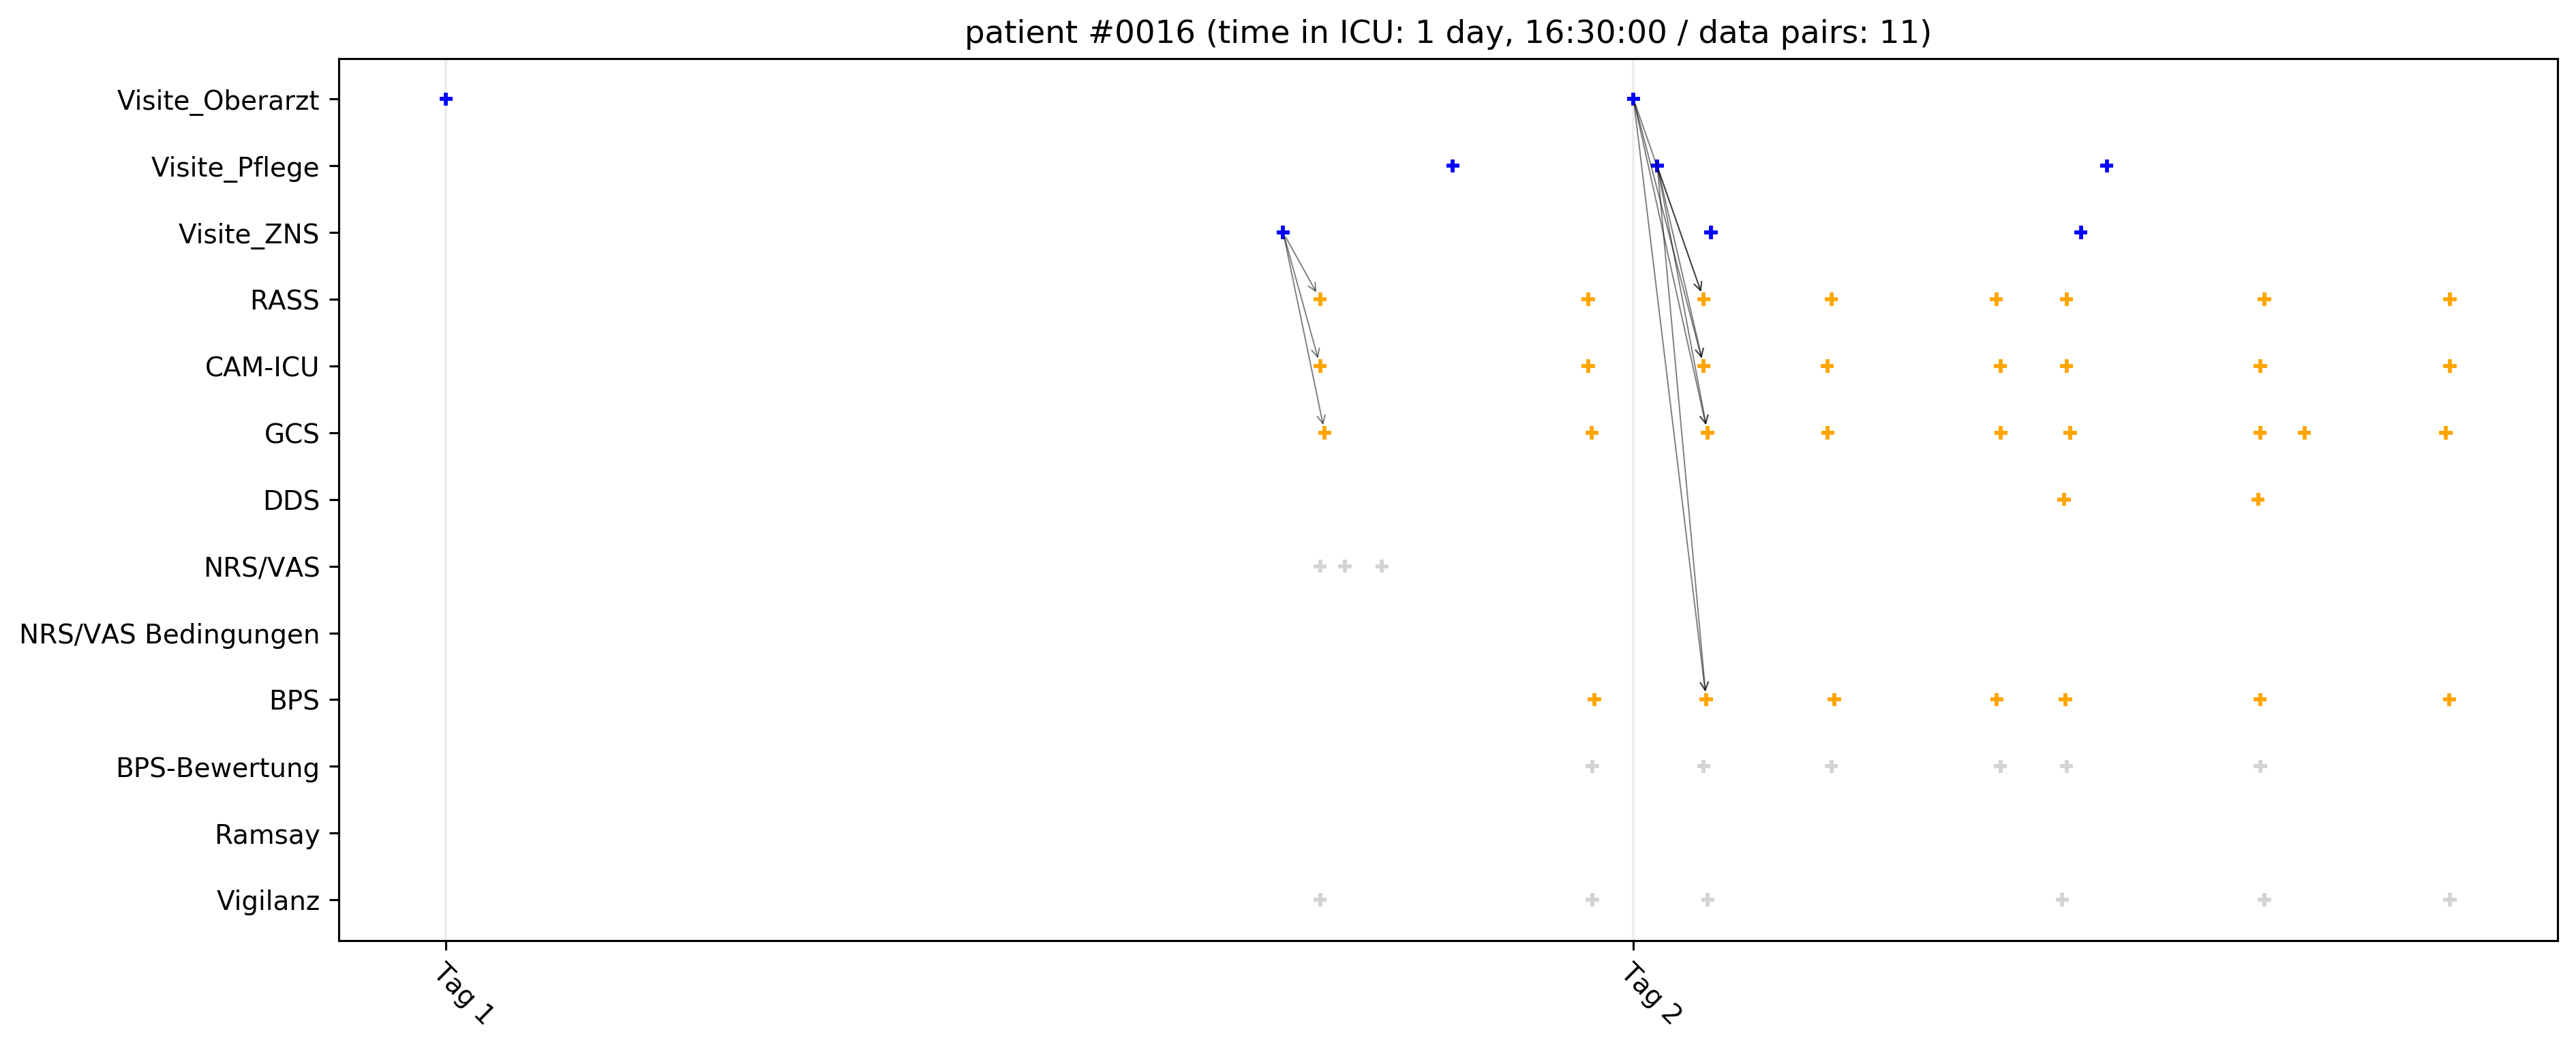 patient #0016 (time in ICU: 1 day, 16:30:00 / data pairs: 11)
Visite_Oberarzt
Visite_Pflege
Visite_ZNS
RASS
CAM-ICU
GCS
DDS
NRS/VAS
NRS/VAS Bedingungen
BPS
BPS-Bewertung
Ramsay
Vigilanz
Tag 1
Tag 2